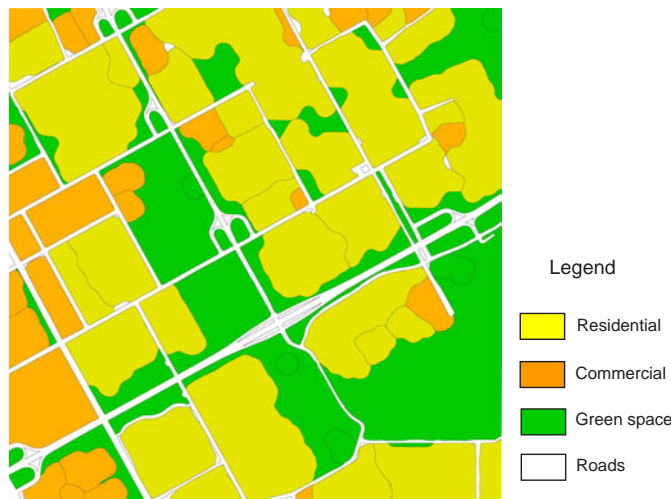 Legend
Residential
Commercial
Green space
Roads